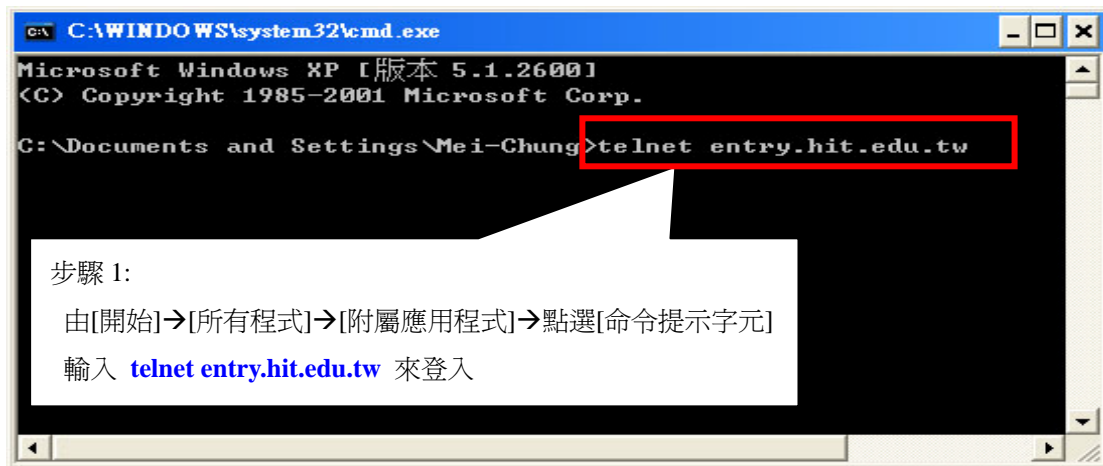 C:\WINDOWS\system32\cmd.exe
Microsoft Windows XP [版本 5.1.2600]
(C) Copyright 1985-2001 Microsoft Corp.
C:\Documents and Settings\Mei-Chung>telnet entry.hit.edu.tw
步驟 1:
由[開始]→[所有程式]→[附屬應用程式]→點選[命令提示字元]
輸入 telnet entry.hit.edu.tw 來登入